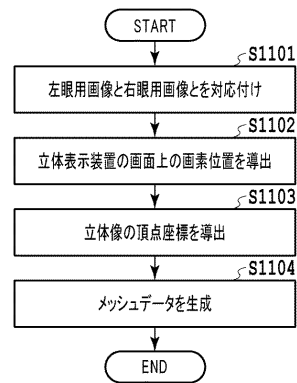 START
S1101
左眼用画像と右眼用画像とを対応付け
S1102
立体表示装置の画面上の画素位置を導出
S1103
立体像の頂点座標を導出
S1104
メッシュデータを生成
END